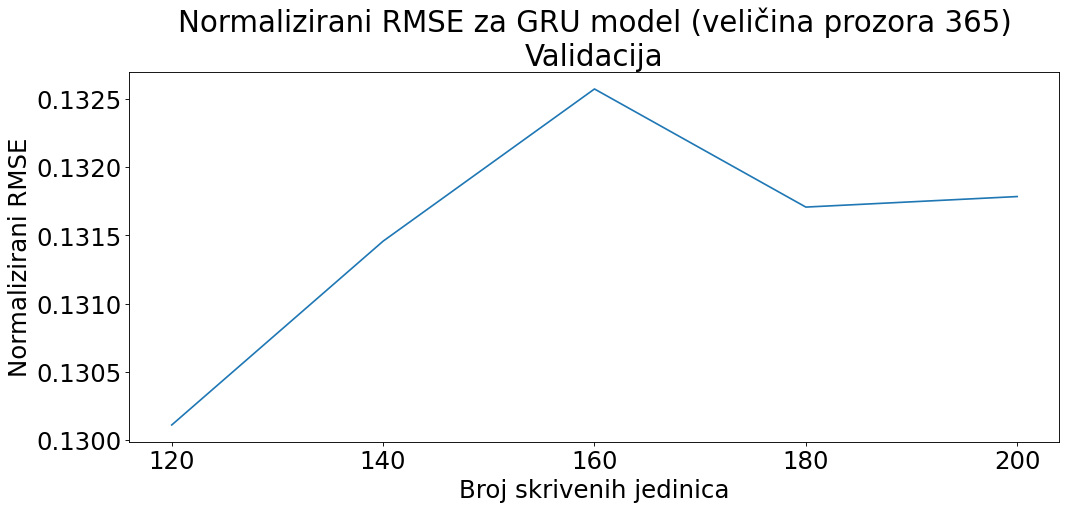 Normalizirani RMSE za GRU model (veličina prozora 365)
Validacija
Normalizirani RMSE
0.1325
0.1320
0.1315
0.1310
0.1305
0.1300
120 140 160 180 200
Broj skrivenih jedinica